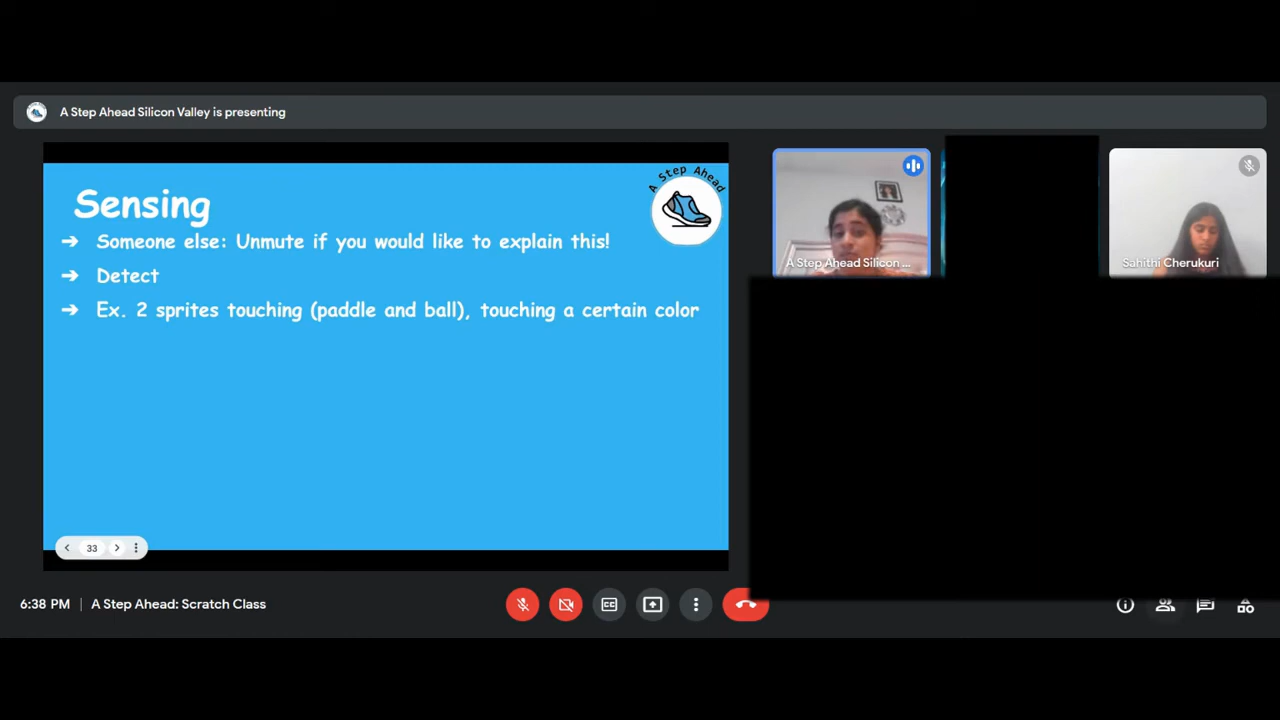 A Step Ahead Silicon Valley is presenting
A Step Ahead
Sensing
➔ Someone else: Unmute if you would like to explain this!
➔ Detect
➔ Ex. 2 sprites touching (paddle and ball), touching a certain color
33
A Step Ahead Silicon ...
Sahithi Cherukuri
6:38 PM | A Step Ahead: Scratch Class
CC